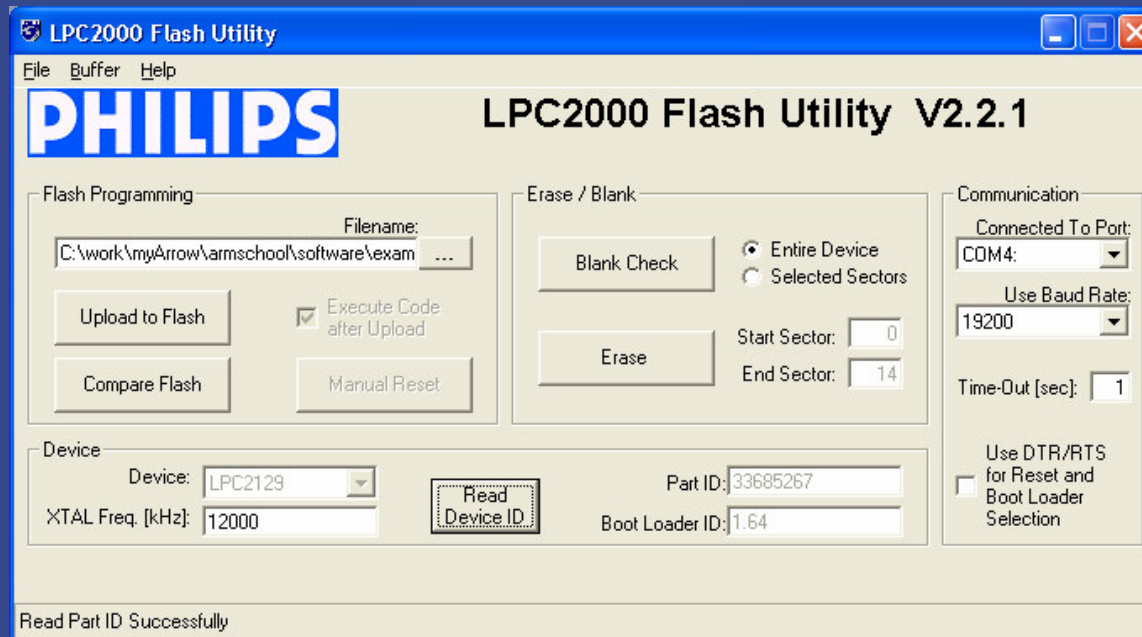 LPC2000 Flash Utility
File Buffer Help
PHILIPS
LPC2000 Flash Utility V2.2.1
Flash Programming
Filename:
C:\work\myArrow\armschool\software\exam
...
Upload to Flash
Execute Code
after Upload
Compare Flash
Manual Reset
Erase / Blank
Blank Check
Entire Device
Selected Sectors
Erase
Start Sector: 0
End Sector: 14
Communication
Connected To Port:
COM4:
Use Baud Rate:
19200
Time-Out [sec]: 1
Use DTR/RTS
for Reset and
Boot Loader
Selection
Device
Device: LPC2129
XTAL Freq. [kHz]: 12000
Read
Device ID
Part ID: 33685267
Boot Loader ID: 1.64
Read Part ID Successfully